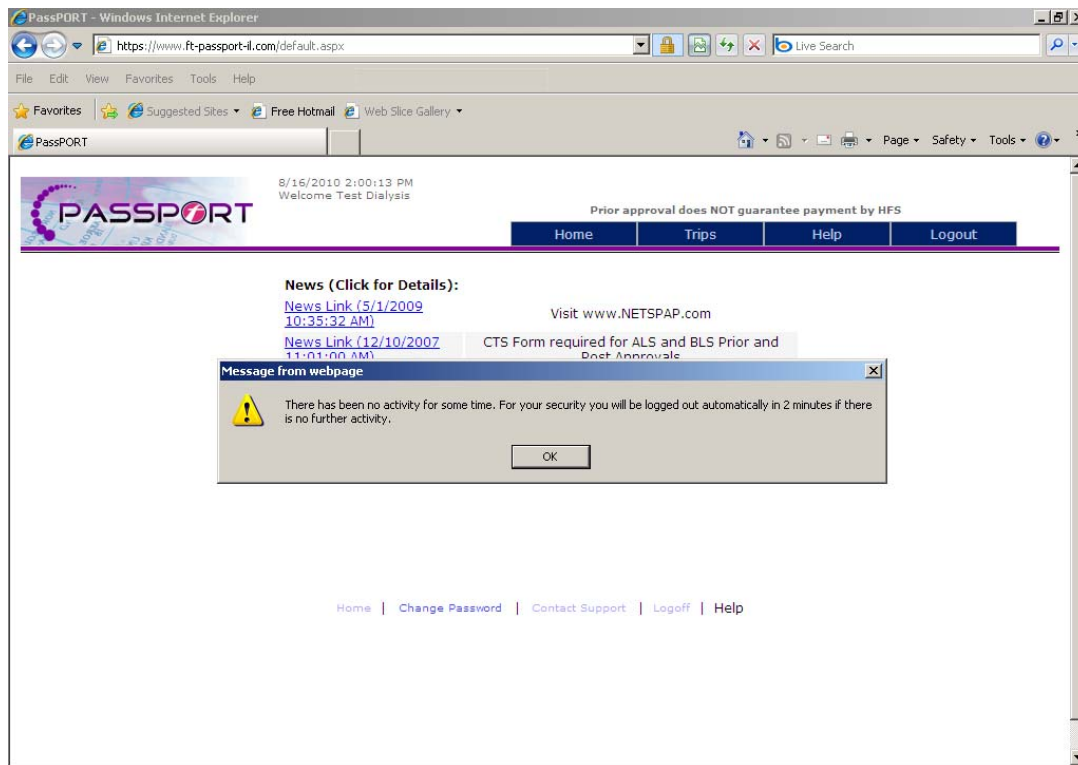 PassPORT - Windows Internet Explorer
https://www.ft-passport-il.com/default.aspx
Live Search
File Edit View Favorites Tools Help
Favorites Suggested Sites Free Hotmail Web Slice Gallery
PassPORT
Page Safety Tools
8/16/2010 2:00:13 PM
Welcome Test Dialysis
PASSPORT
Prior approval does NOT guarantee payment by HFS
Home Trips Help Logout
News (Click for Details):
News Link (5/1/2009
10:35:32 AM)
Visit www.NETSPAP.com
News Link (12/10/2007
11:01:00 AM)
CTS Form required for ALS and BLS Prior and
Post Approvals
Message from webpage
There has been no activity for some time. For your security you will be logged out automatically in 2 minutes if there
is no further activity.
OK
Home | Change Password | Contact Support | Logoff | Help